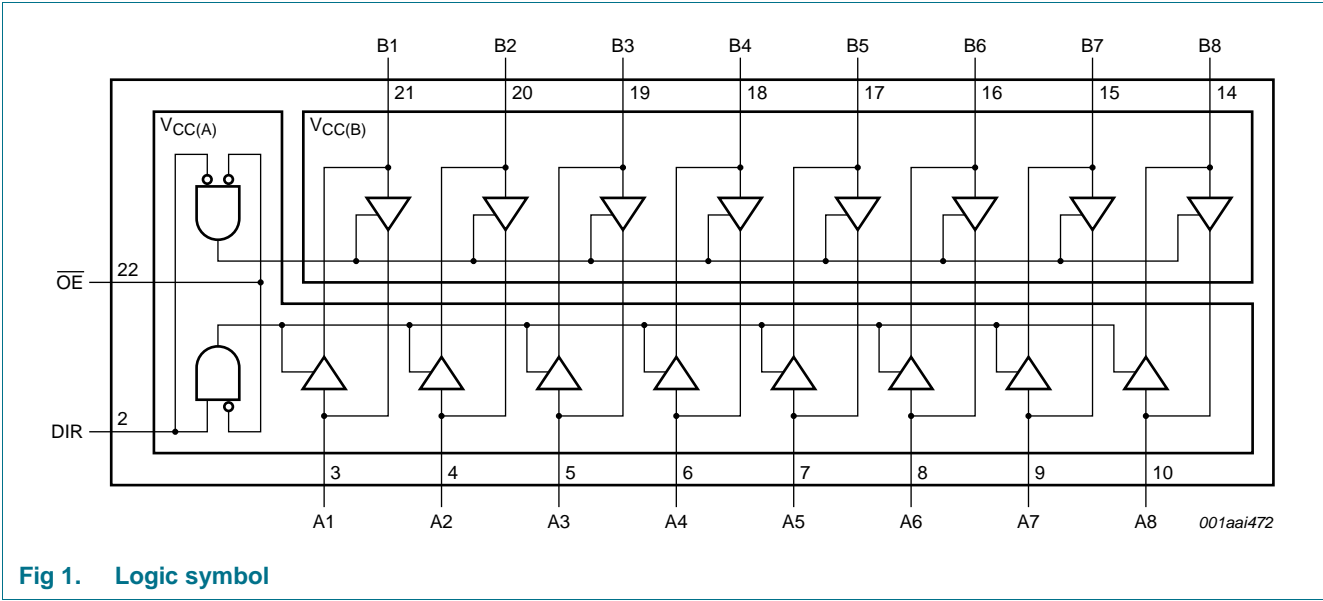 B1 B2 B3 B4 B5 B6 B7 B8
21 20 19 18 17 16 15 14
VCC(A) VCC(B)
22
OE
2
DIR
3 4 5 6 7 8 9 10
A1 A2 A3 A4 A5 A6 A7 A8 001aai472
Fig 1. Logic symbol